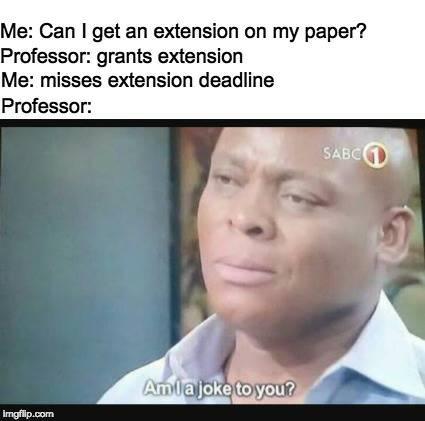 Me: Can I get an extension on my paper?
Professor: grants extension
Me: misses extension deadline
Professor:
SABC 1
Am I a joke to you?
imgflip.com